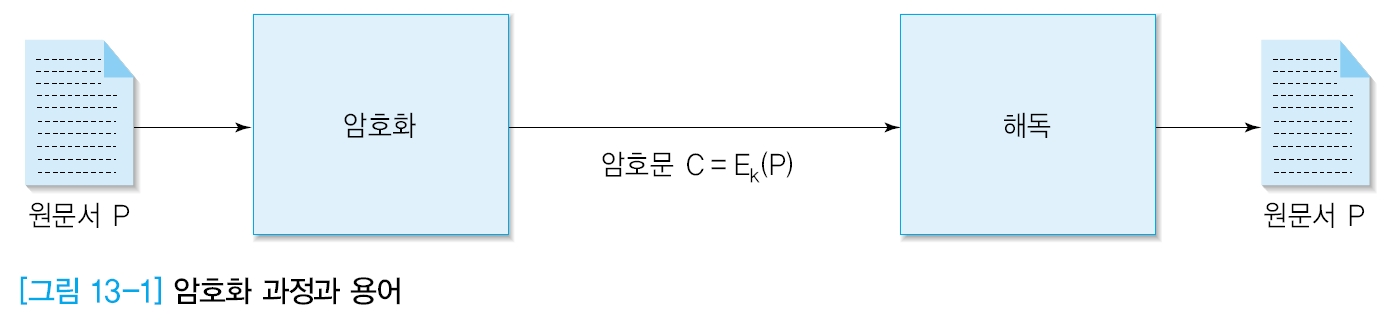 암호화
해독
암호문 C = Eₖ(P)
원문서 P
원문서 P
[그림 13-1] 암호화 과정과 용어